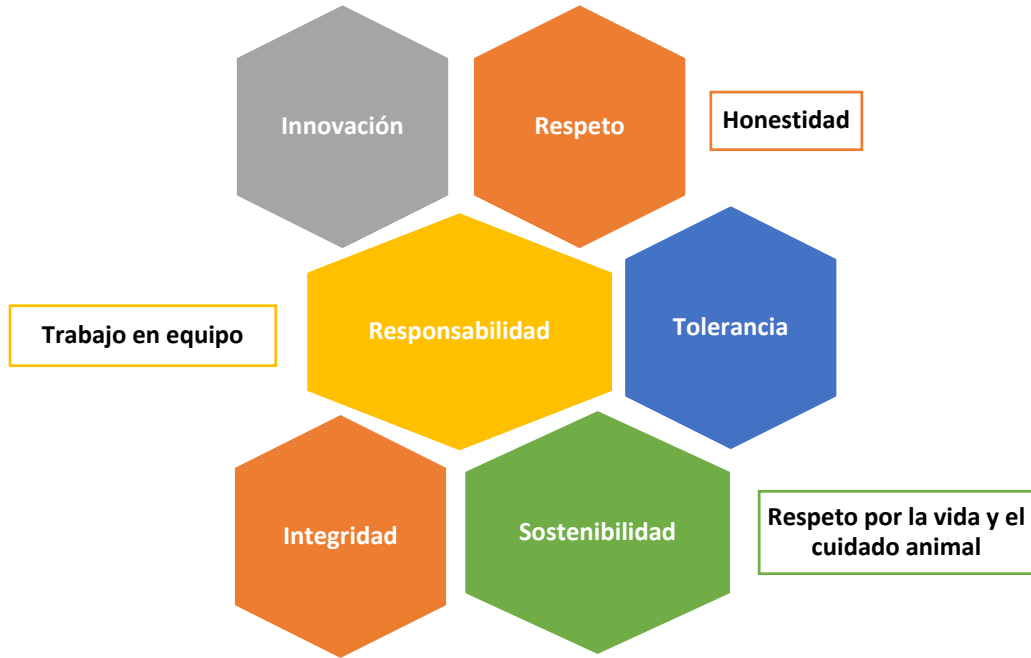 Innovación
Respeto
Honestidad
Trabajo en equipo
Responsabilidad
Tolerancia
Integridad
Sostenibilidad
Respeto por la vida y el
cuidado animal